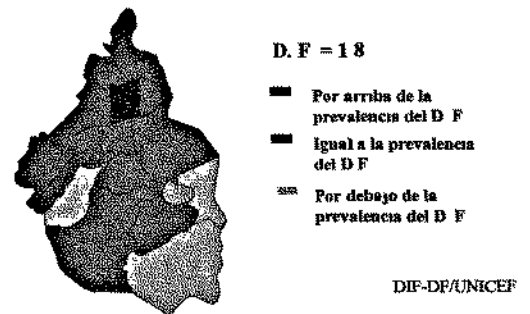 D. F = 1 8
Por arriba de la
prevalencia del D F
Igual a la prevalencia
del D F
Por debajo de la
prevalencia del D F
DIF-DF/UNICEF